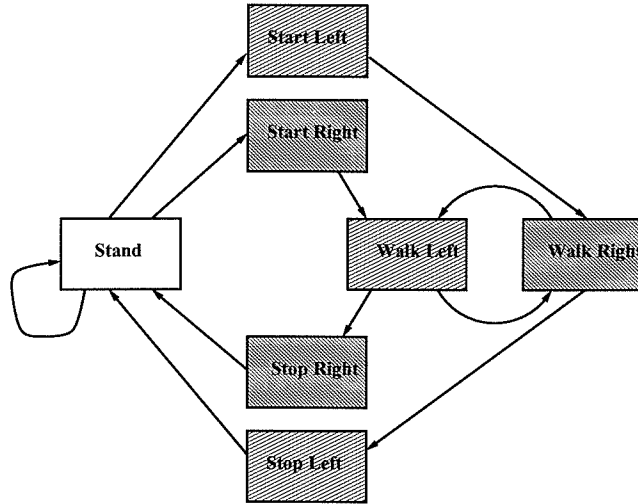 Start Left
Start Right
Stand
Walk Left
Walk Right
Stop Right
Stop Left